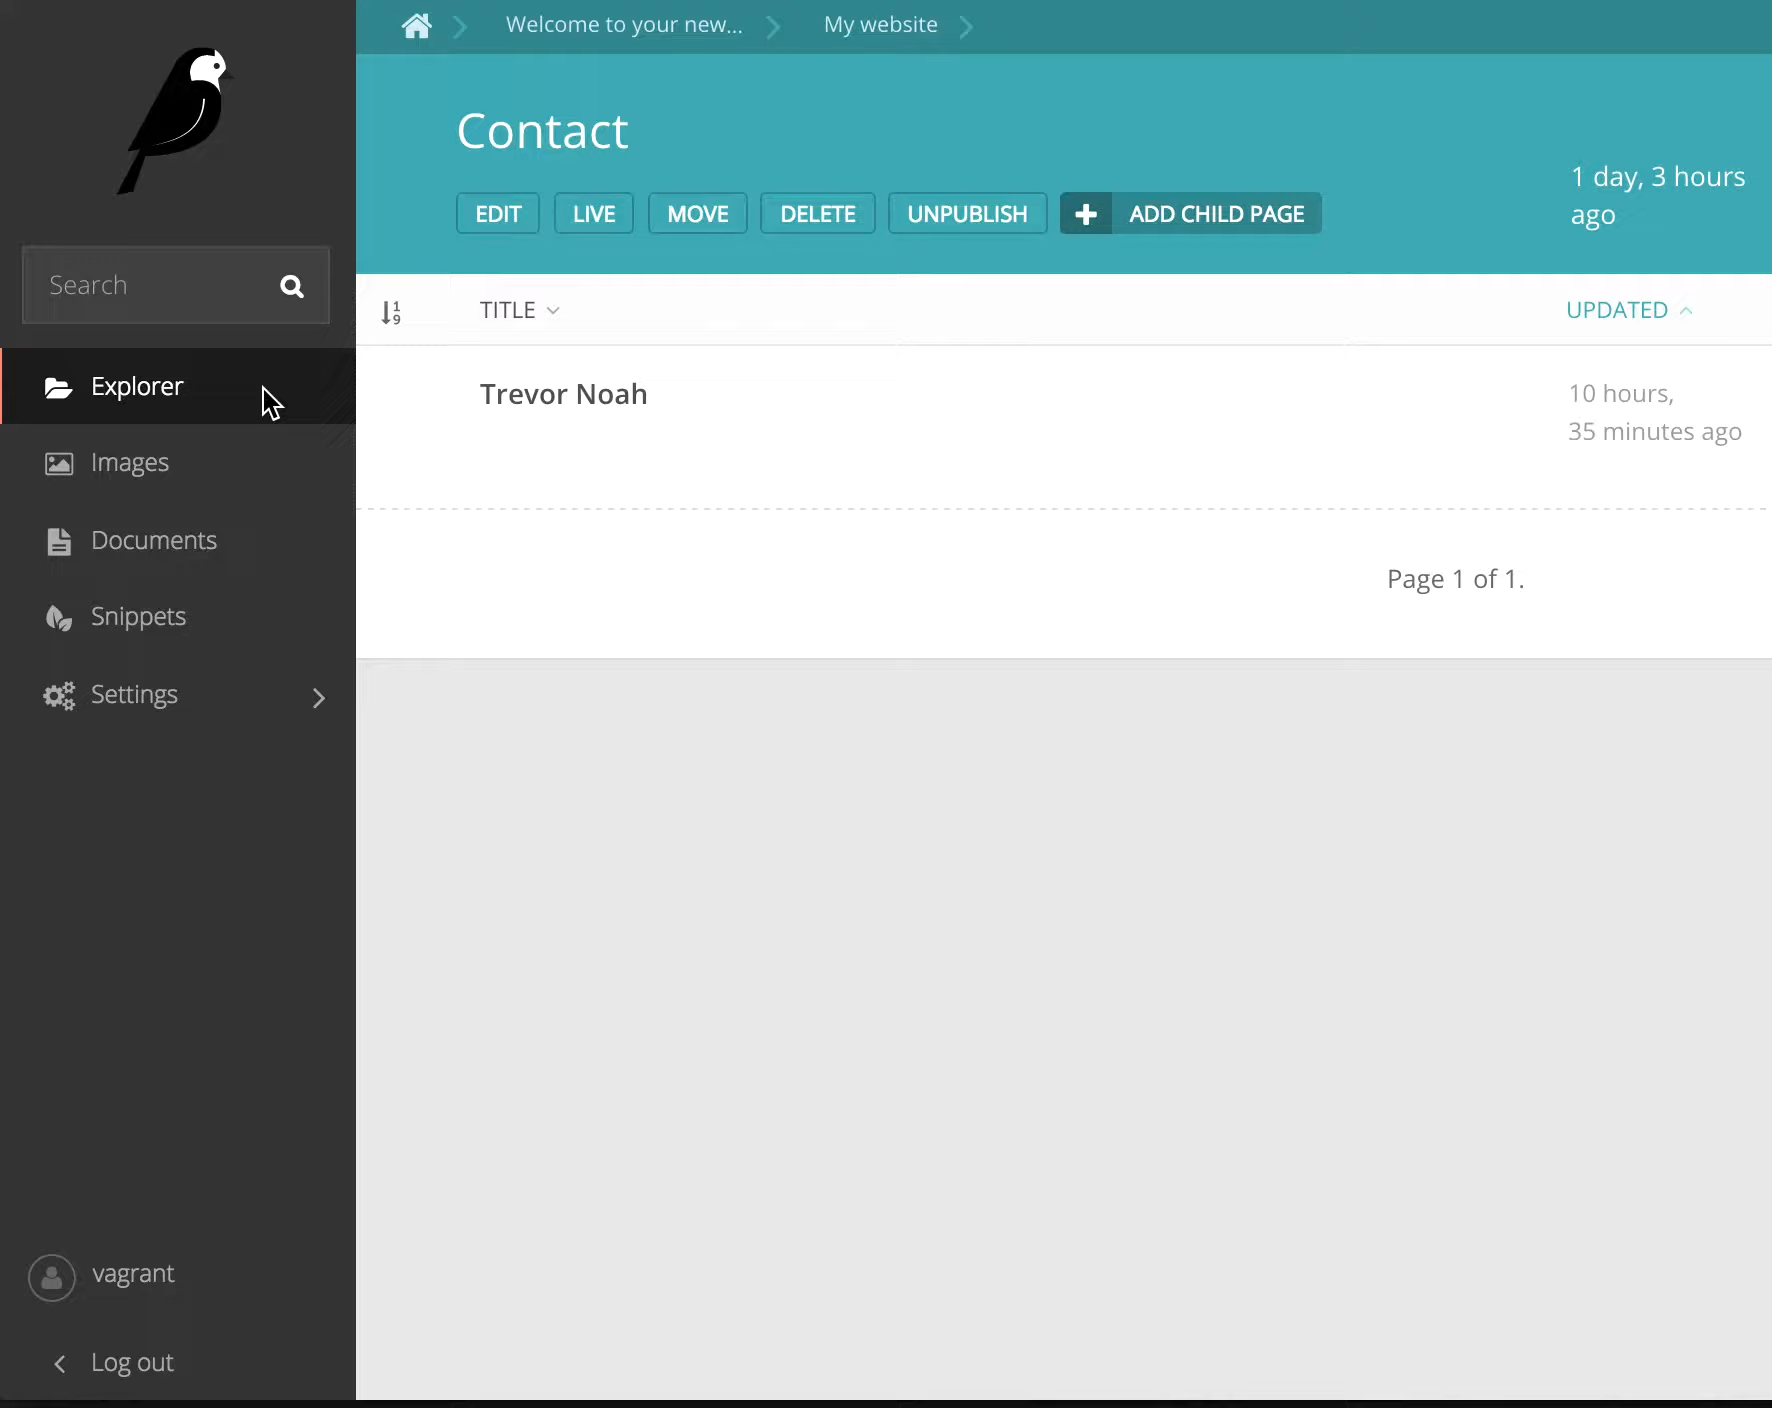 Welcome to your new...
My website
Contact
1 day, 3 hours
ago
EDIT
LIVE
MOVE
DELETE
UNPUBLISH
ADD CHILD PAGE
Search
1
9
TITLE
UPDATED
Explorer
Trevor Noah
10 hours,
35 minutes ago
Images
Documents
Page 1 of 1.
Snippets
Settings
vagrant
Log out